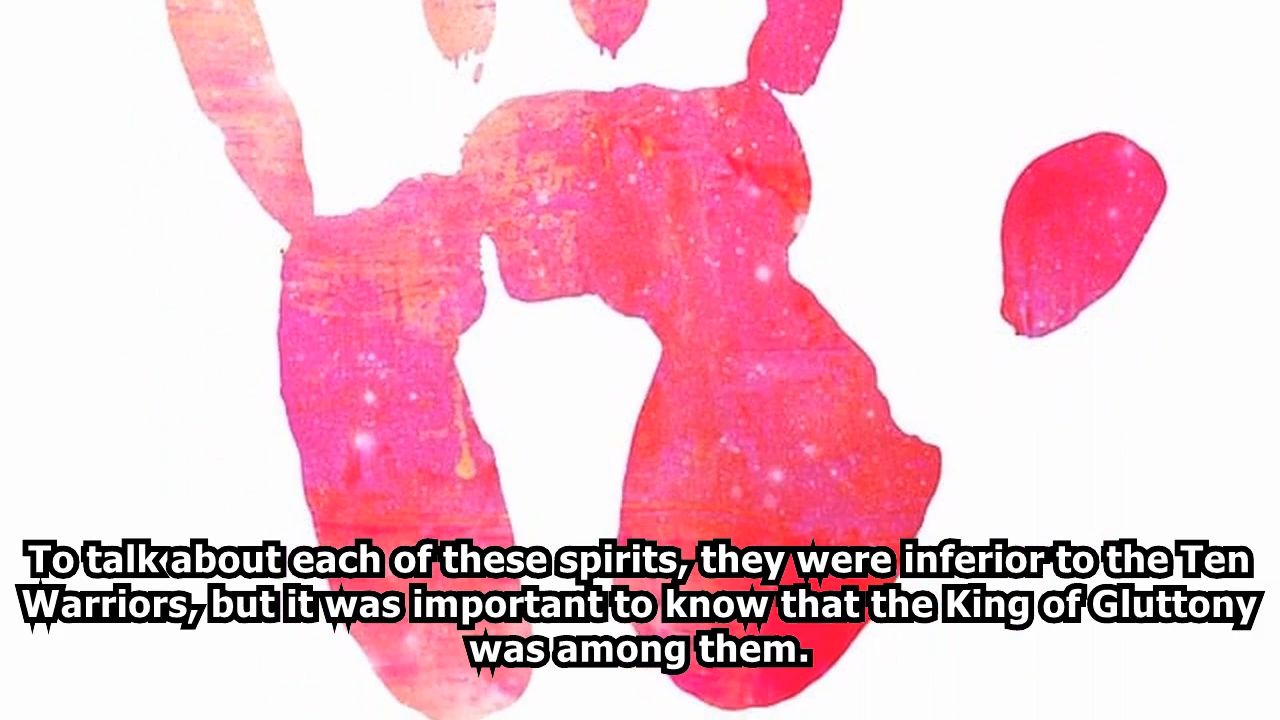 To talk about each of these spirits, they were inferior to the Ten
Warriors, but it was important to know that the King of Gluttony
was among them.